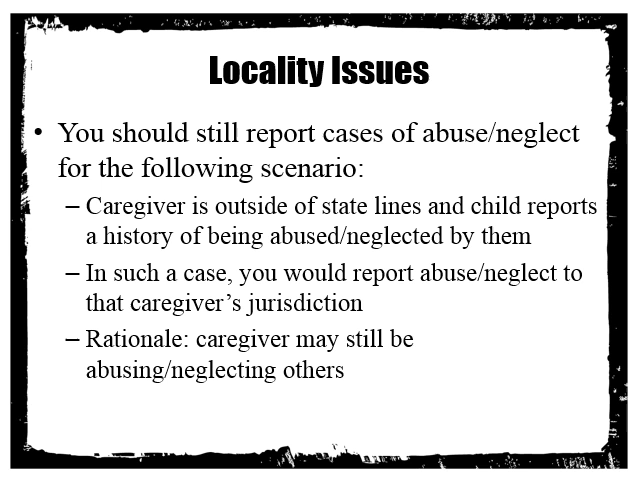 Locality Issues
• You should still report cases of abuse/neglect
for the following scenario:
– Caregiver is outside of state lines and child reports
a history of being abused/neglected by them
– In such a case, you would report abuse/neglect to
that caregiver’s jurisdiction
– Rationale: caregiver may still be
abusing/neglecting others